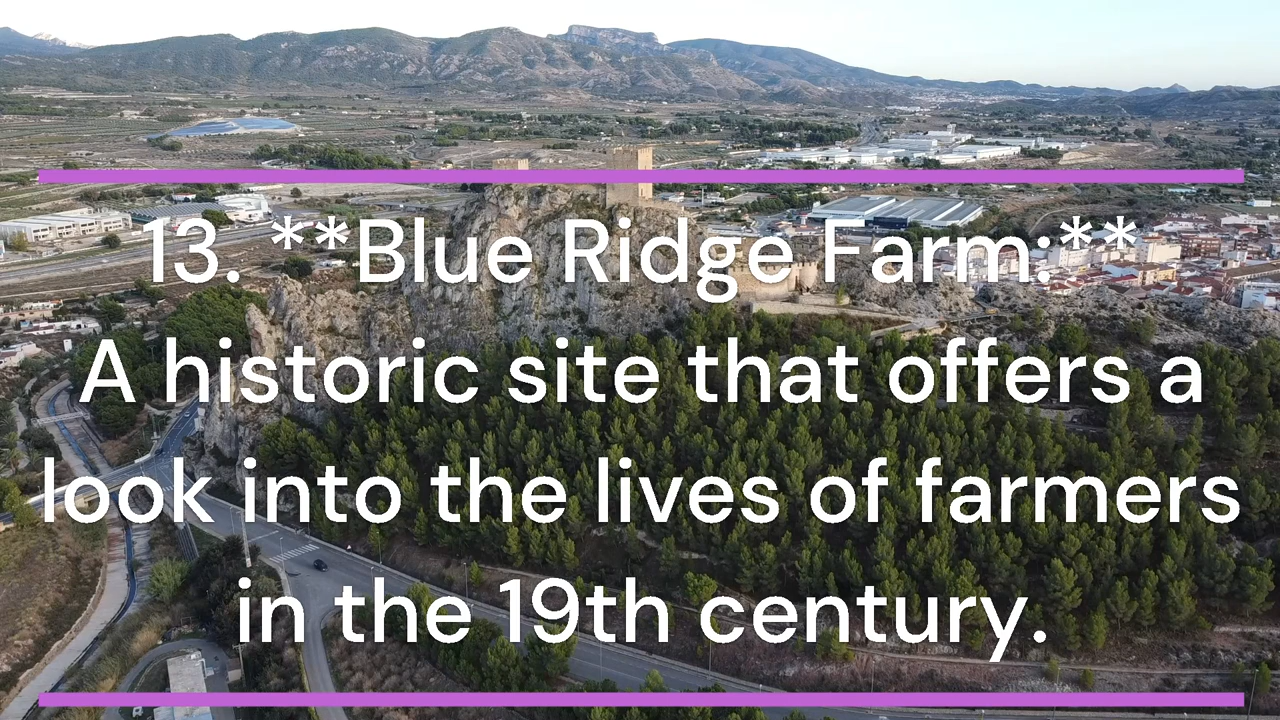 13. **Blue Ridge Farm:**
A historic site that offers a
look into the lives of farmers
in the 19th century.